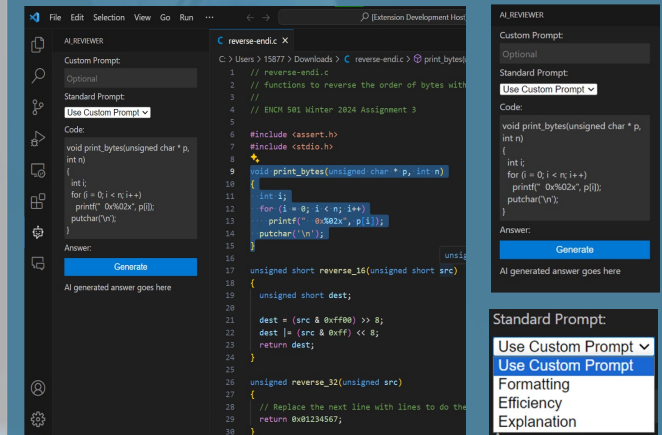 File Edit Selection View Go Run ...
[Extension Development Host
AI_REVIEWER
Custom Prompt:
Optional
Standard Prompt:
Use Custom Prompt
Code:
void print_bytes(unsigned char * p,
int n)
{
int i;
for (i = 0; i < n; i++)
printf(" 0x%02x", p[i]);
putchar('\n');
}
Answer:
Generate
AI generated answer goes here
C reverse-endi.c ×
C: > Users > 15877 > Downloads > C reverse-endi.c > print_bytes(
1 // reverse-endi.c
2 // functions to reverse the order of bytes with
3 //
4 // ENCM 501 Winter 2024 Assignment 3
5
6 #include <assert.h>
7 #include <stdio.h>
8
9 void print_bytes(unsigned char * p, int n)
10 {
11 int i;
12 for (i = 0; i < n; i++)
13 printf(" 0x%02x", p[i]);
14 putchar('\n');
15 }
16
17 unsigned short reverse_16(unsigned short src)
18 {
19 unsigned short dest;
20
21 dest = (src & 0xff00) >> 8;
22 dest |= (src & 0xff) << 8;
23 return dest;
24 }
25
26 unsigned reverse_32(unsigned src)
27 {
28 // Replace the next line with lines to do the
29 return 0x01234567;
30 }
unsig
AI_REVIEWER
Custom Prompt:
Optional
Standard Prompt:
Use Custom Prompt
Code:
void print_bytes(unsigned char * p,
int n)
{
int i;
for (i = 0; i < n; i++)
printf(" 0x%02x", p[i]);
putchar('\n');
}
Answer:
Generate
AI generated answer goes here
Standard Prompt:
Use Custom Prompt
Use Custom Prompt
Formatting
Efficiency
Explanation